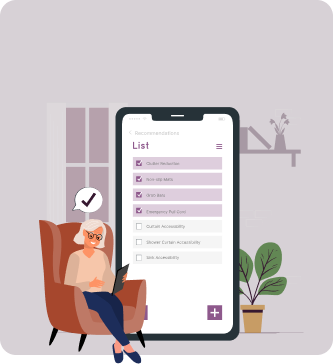 Recommendations
List
Clutter Reduction
Non-slip Mats
Grab Bars
Emergency Pull Cord
Curtain Accessibility
Shower Curtain Accessibility
Sink Accessibility